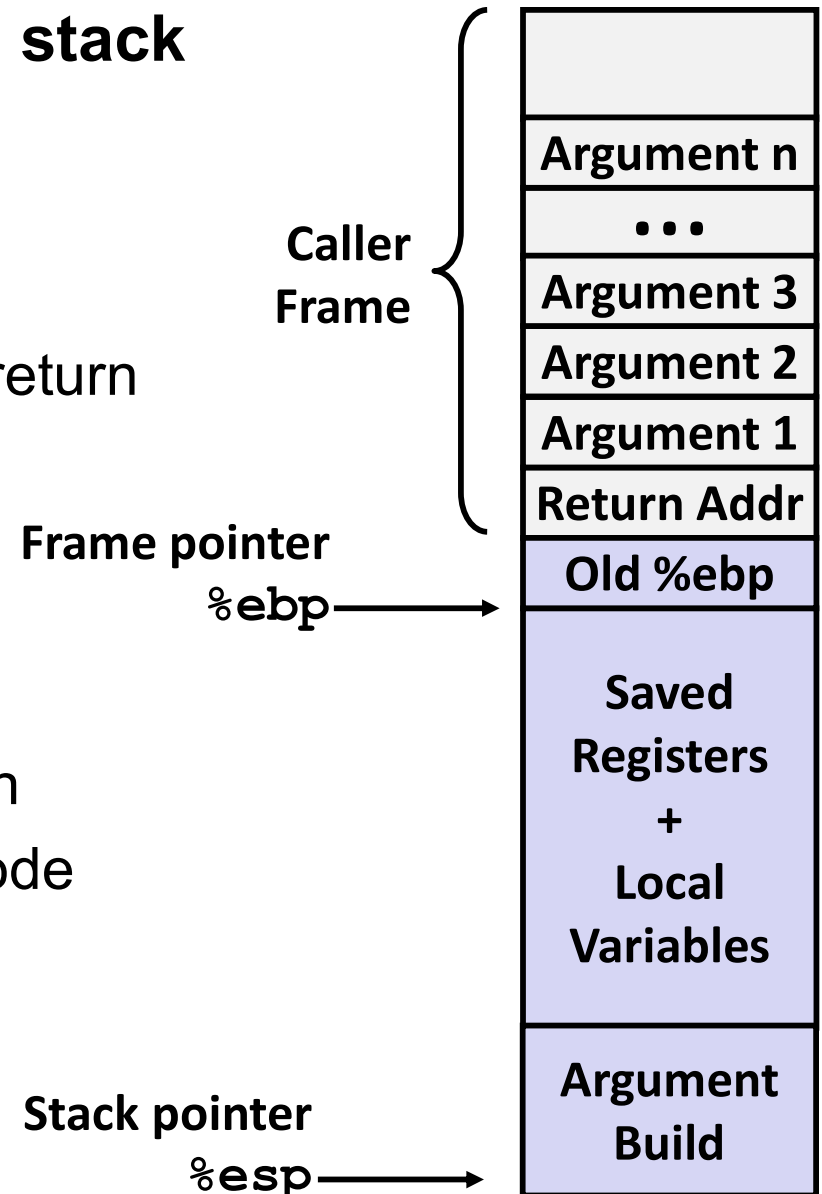 stack
Argument n
...
Caller
Frame
Argument 3
return
Argument 2
Argument 1
Return Addr
Frame pointer
%ebp
Old %ebp
Saved
Registers
+
Local
Variables
Argument
Build
Stack pointer
%esp